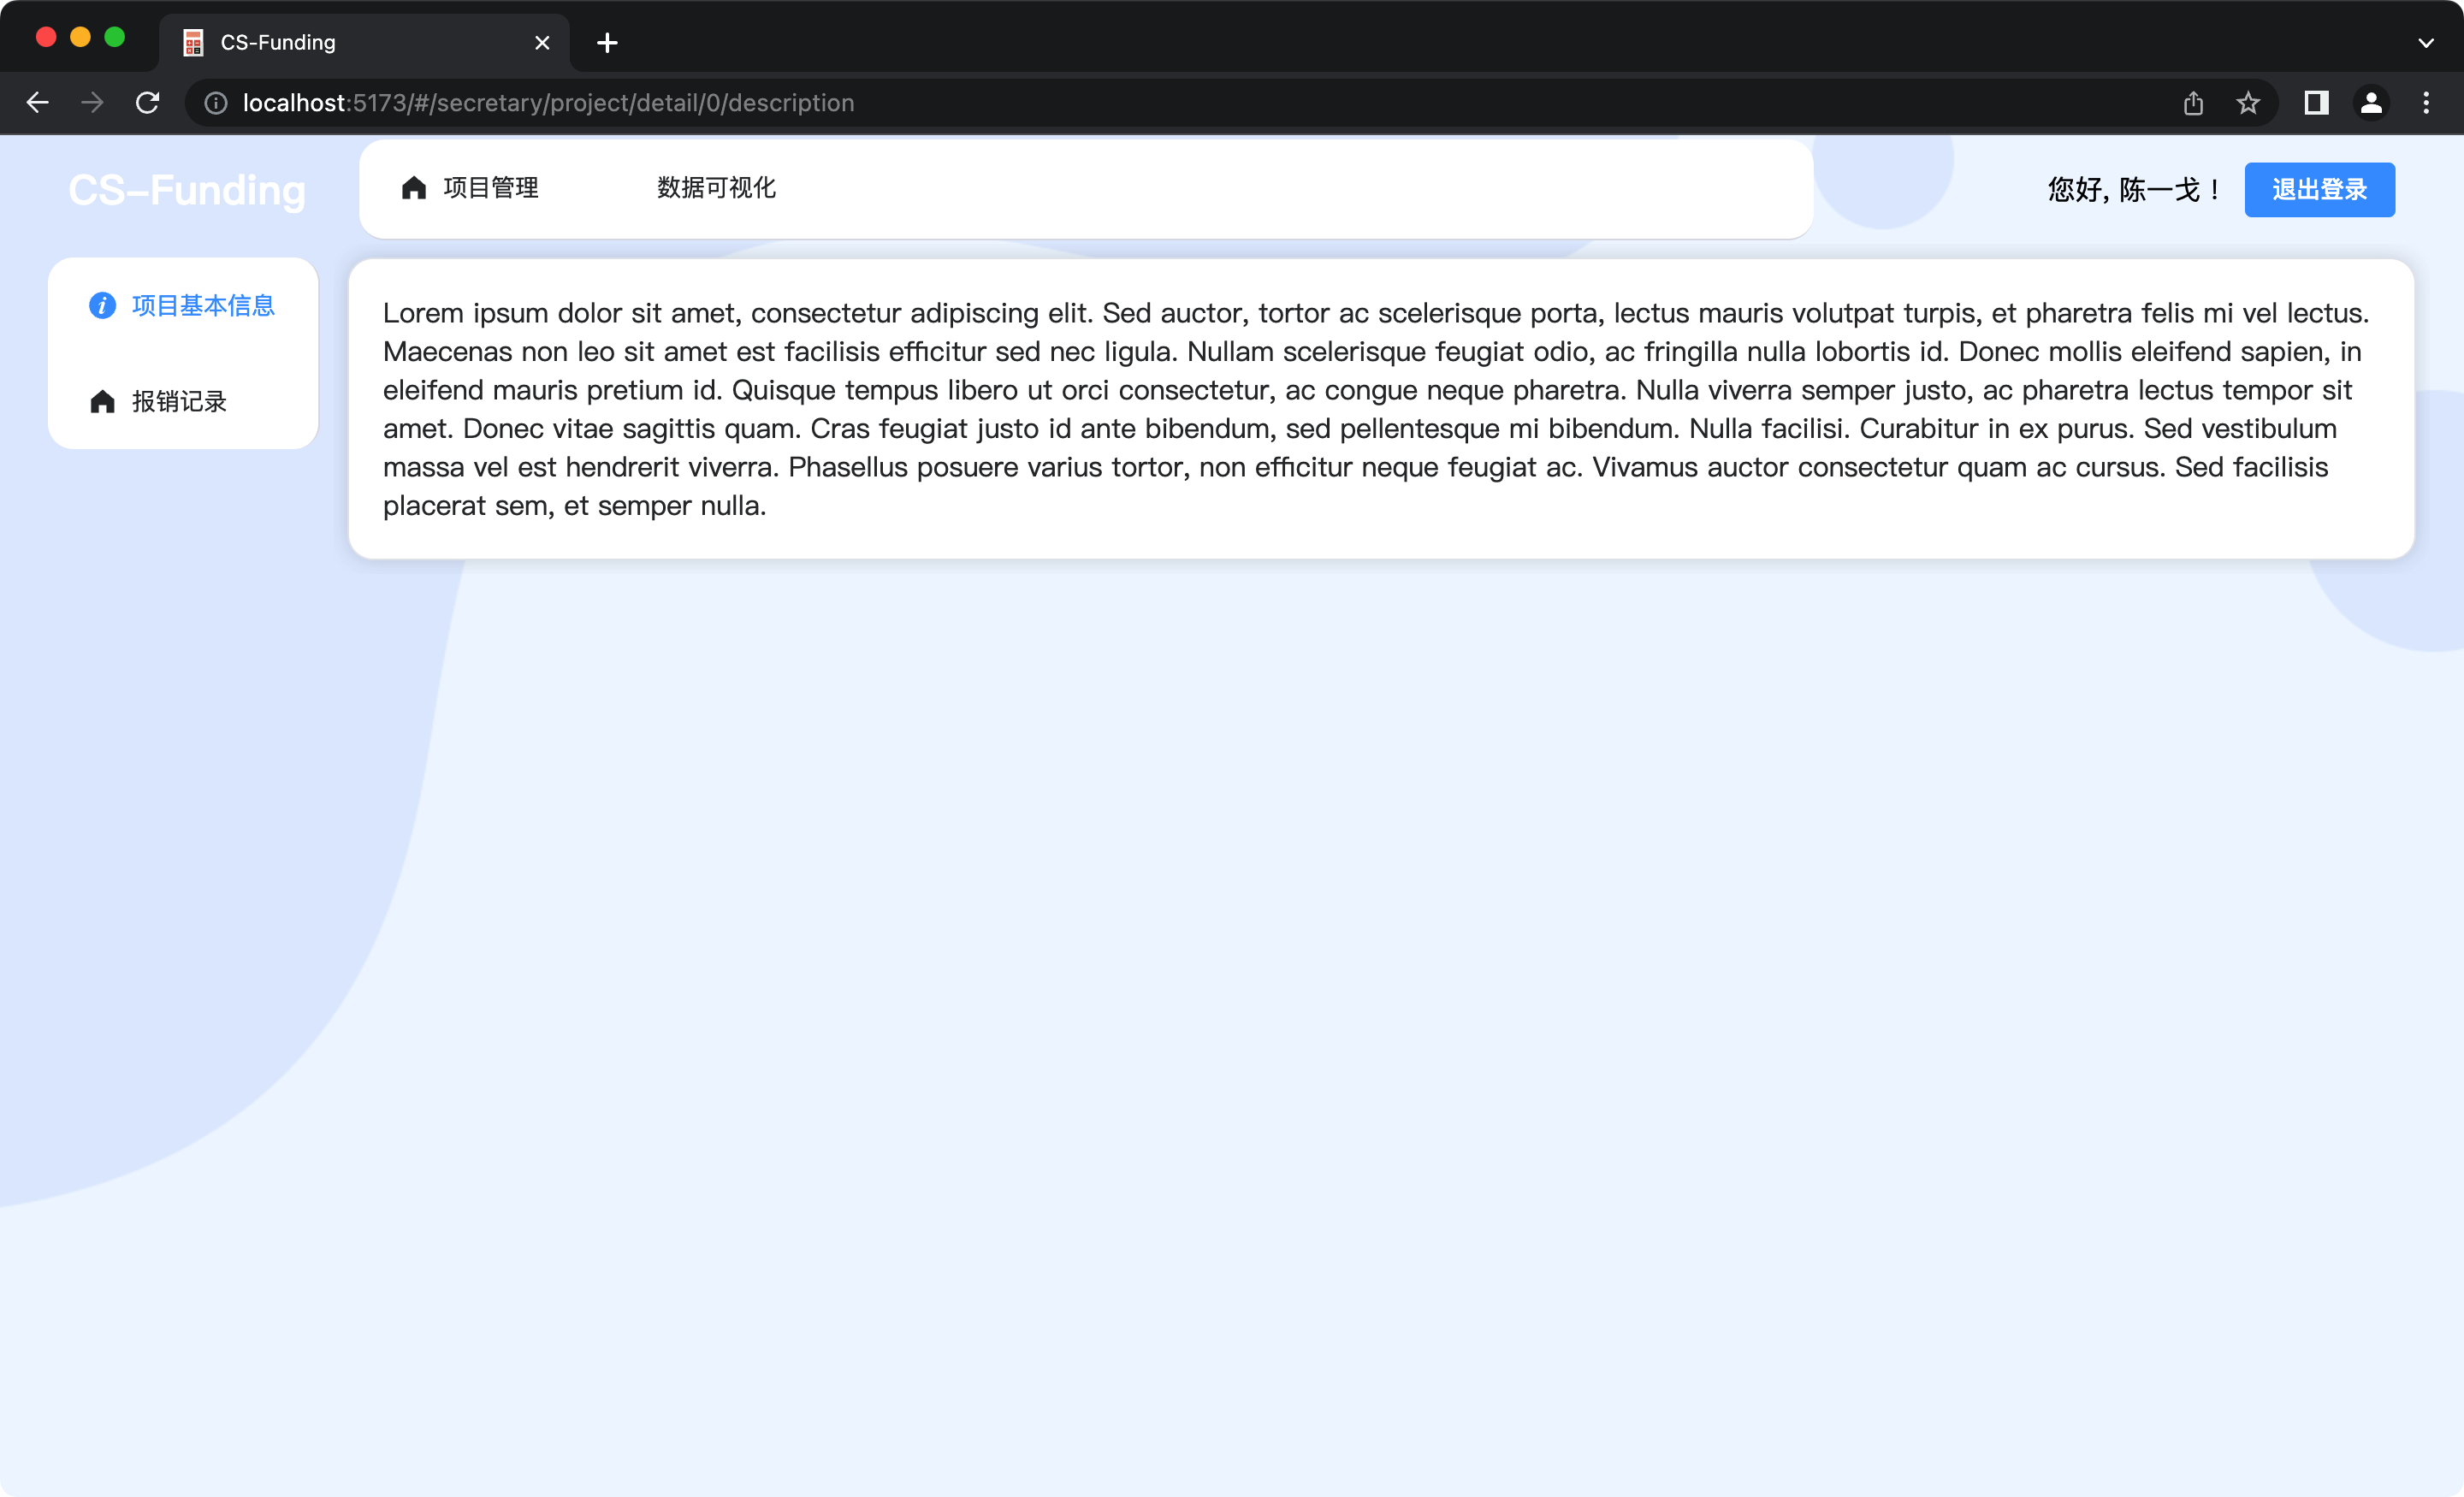 CS-Funding
localhost:5173/#/secretary/project/detail/0/description
CS-Funding
项目管理
数据可视化
您好, 陈一戈！
退出登录
项目基本信息
报销记录
Lorem ipsum dolor sit amet, consectetur adipiscing elit. Sed auctor, tortor ac scelerisque porta, lectus mauris volutpat turpis, et pharetra felis mi vel lectus.
Maecenas non leo sit amet est facilisis efficitur sed nec ligula. Nullam scelerisque feugiat odio, ac fringilla nulla lobortis id. Donec mollis eleifend sapien, in
eleifend mauris pretium id. Quisque tempus libero ut orci consectetur, ac congue neque pharetra. Nulla viverra semper justo, ac pharetra lectus tempor sit
amet. Donec vitae sagittis quam. Cras feugiat justo id ante bibendum, sed pellentesque mi bibendum. Nulla facilisi. Curabitur in ex purus. Sed vestibulum
massa vel est hendrerit viverra. Phasellus posuere varius tortor, non efficitur neque feugiat ac. Vivamus auctor consectetur quam ac cursus. Sed facilisis
placerat sem, et semper nulla.